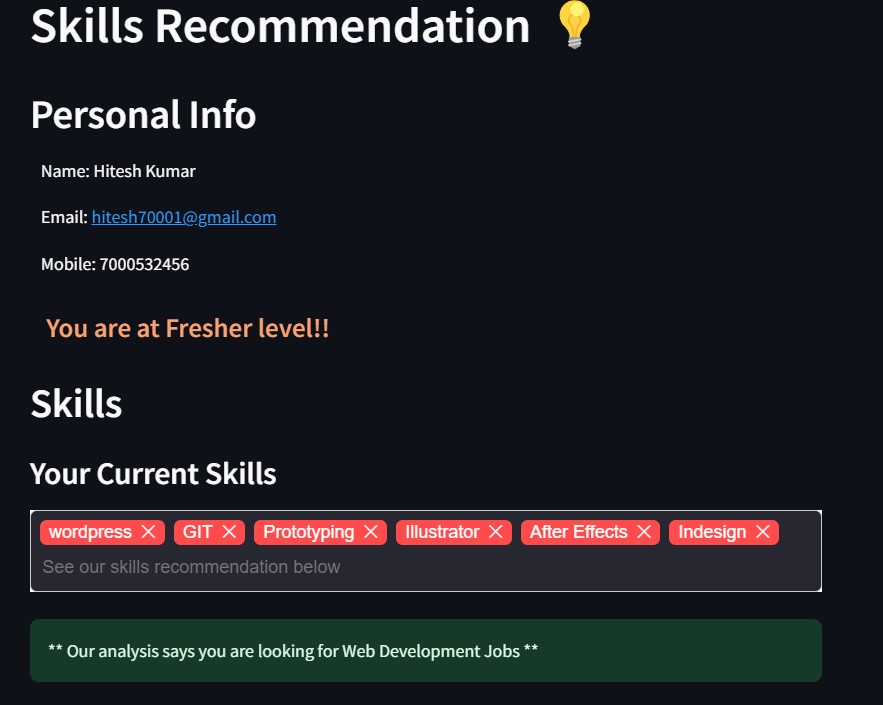 Skills Recommendation 💡
Personal Info
Name: Hitesh Kumar
Email: hitesh70001@gmail.com
Mobile: 7000532456
You are at Fresher level!!
Skills
Your Current Skills
wordpress GIT Prototyping Illustrator After Effects Indesign
See our skills recommendation below
** Our analysis says you are looking for Web Development Jobs **